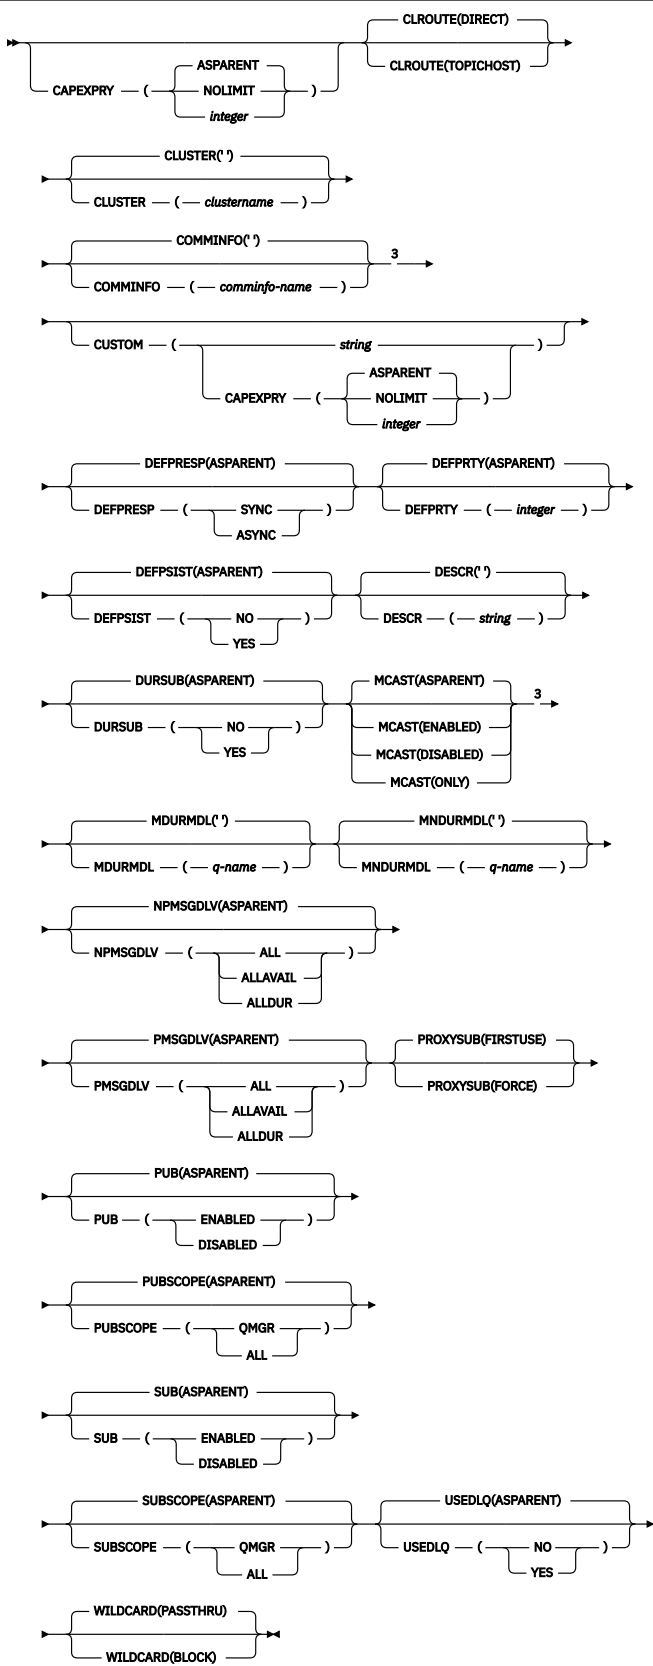 CLROUTE(DIRECT)
CLROUTE(TOPICHOST)
ASPARENT
CAPEXPRY ( NOLIMIT )
integer
CLUSTER(' ')
CLUSTER ( clustername )
COMMINFO(' ')
3
COMMINFO ( comminfo-name )
CUSTOM ( string )
ASPARENT
CAPEXPRY ( NOLIMIT )
integer
DEFPRESP(ASPARENT) DEFPRTY(ASPARENT)
DEFPRESP ( SYNC ) DEFPRTY ( integer )
ASYNC
DEFPSIST(ASPARENT) DESCR(' ')
DEFPSIST ( NO ) DESCR ( string )
YES
DURSUB(ASPARENT) MCAST(ASPARENT)
3
DURSUB ( NO ) MCAST(ENABLED)
YES MCAST(DISABLED)
MCAST(ONLY)
MDURMDL(' ') MNDURMDL(' ')
MDURMDL ( q-name ) MNDURMDL ( q-name )
NPMSGDLV(ASPARENT)
NPMSGDLV ( ALL )
ALLAVAIL
ALLDUR
PMSGDLV(ASPARENT) PROXYSUB(FIRSTUSE)
PMSGDLV ( ALL ) PROXYSUB(FORCE)
ALLAVAIL
ALLDUR
PUB(ASPARENT)
PUB ( ENABLED )
DISABLED
PUBSCOPE(ASPARENT)
PUBSCOPE ( QMGR )
ALL
SUB(ASPARENT)
SUB ( ENABLED )
DISABLED
SUBSCOPE(ASPARENT) USEDLQ(ASPARENT)
SUBSCOPE ( QMGR ) USEDLQ ( NO )
ALL YES
WILDCARD(PASSTHRU)
WILDCARD(BLOCK)